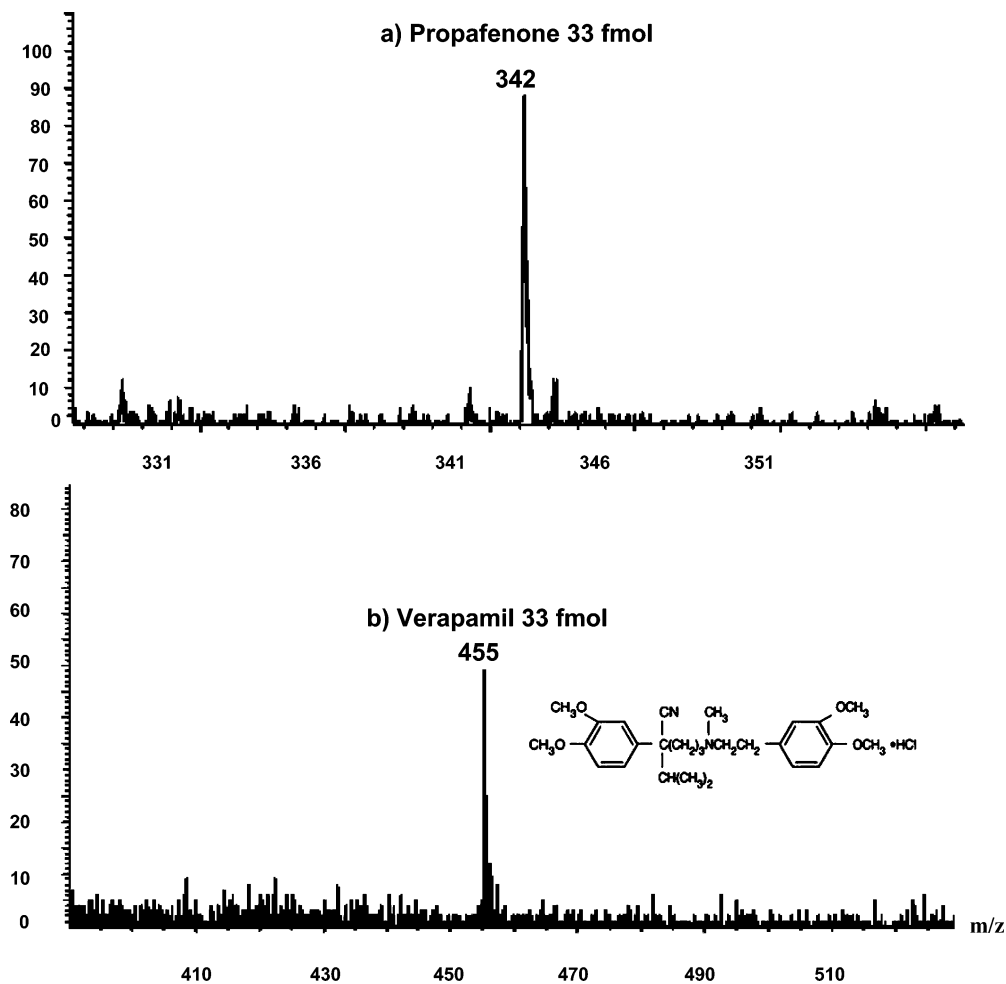 a) Propafenone 33 fmol
342
100
90
80
70
60
50
40
30
20
10
0
331 336 341 346 351
80
70
60
50
40
30
20
10
0
b) Verapamil 33 fmol
455
CH₃O CN CH₃ OCH₃
CH₃O C(CH₂)₃NCH₂CH₂ OCH₃ •HCl
CH(CH₃)₂
m/z
410 430 450 470 490 510